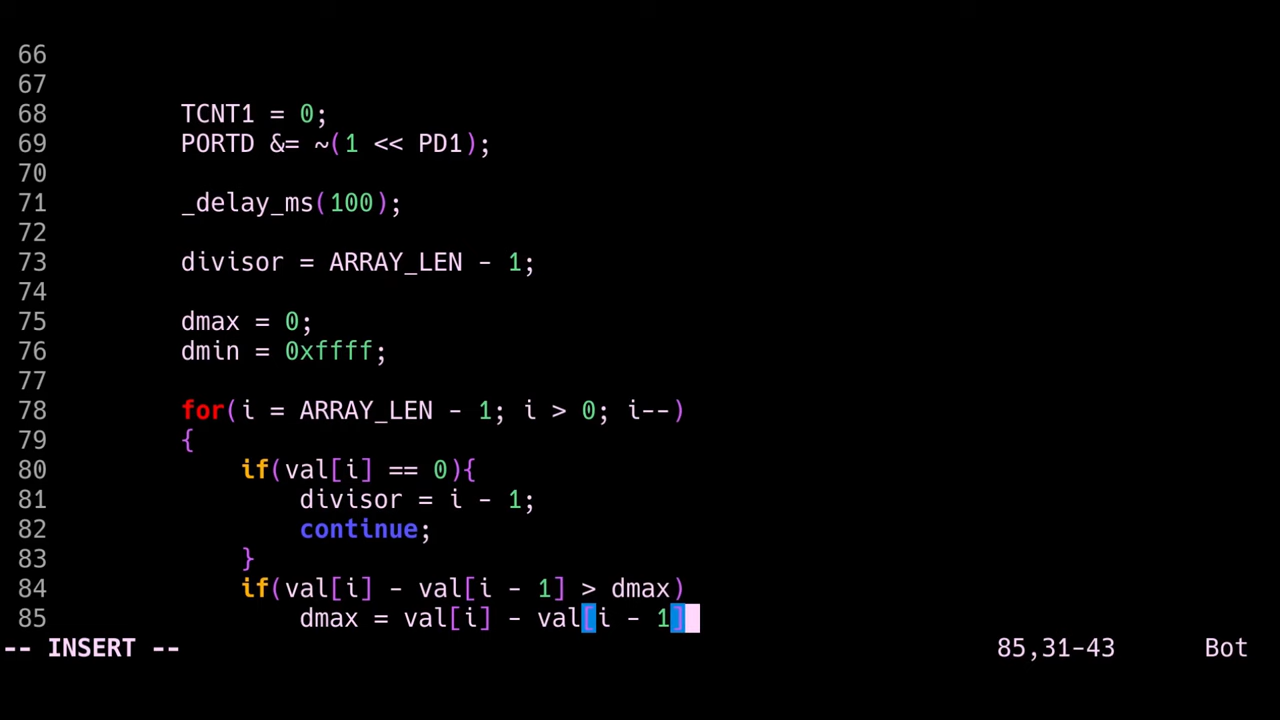 66
67
68 TCNT1 = 0;
69 PORTD &= ~(1 << PD1);
70
71 _delay_ms(100);
72
73 divisor = ARRAY_LEN - 1;
74
75 dmax = 0;
76 dmin = 0xffff;
77
78 for(i = ARRAY_LEN - 1; i > 0; i--)
79 {
80 if(val[i] == 0){
81 divisor = i - 1;
82 continue;
83 }
84 if(val[i] - val[i - 1] > dmax)
85 dmax = val[i] - val[i - 1]
-- INSERT -- 85,31-43 Bot